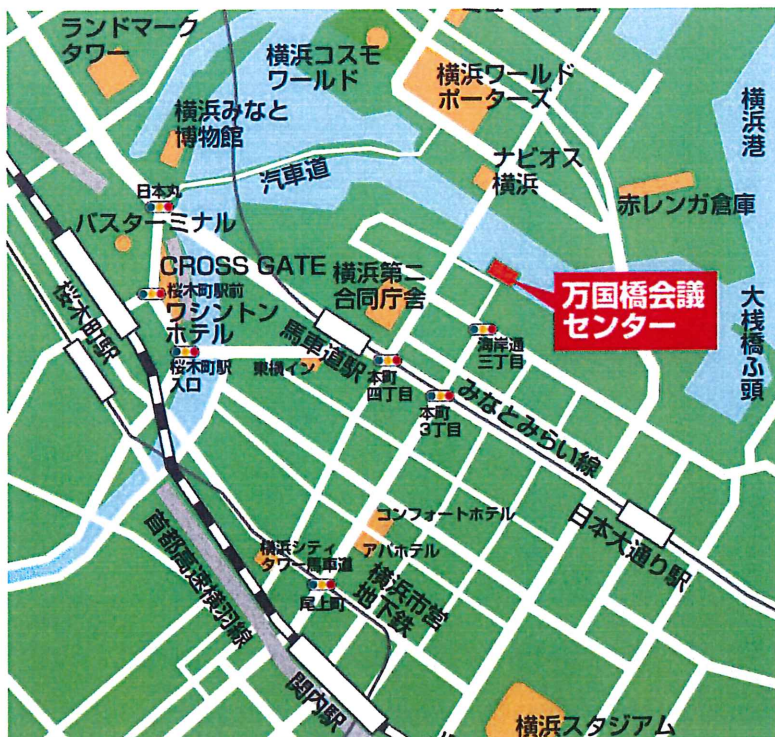 ランドマーク
タワー
横浜コスモ
ワールド
横浜ワールド
ポーターズ
横浜みなと
博物館
汽車道
ナビオス
横浜
横浜港
赤レンガ倉庫
日本丸
バスターミナル
CROSS GATE
桜木町駅前
ワシントン
ホテル
桜木町駅
桜木町駅
入口
東横イン
横浜第二
合同庁舎
馬車道駅
本町
四丁目
海岸通
三丁目
本町
3丁目
万国橋会議
センター
大桟橋ふ頭
みなとみらい線
日本大通り駅
コンフォートホテル
アパホテル
横浜シティ
タワー馬車道
尾上町
横浜市営
地下鉄
首都高速横羽線
関内駅
横浜スタジアム